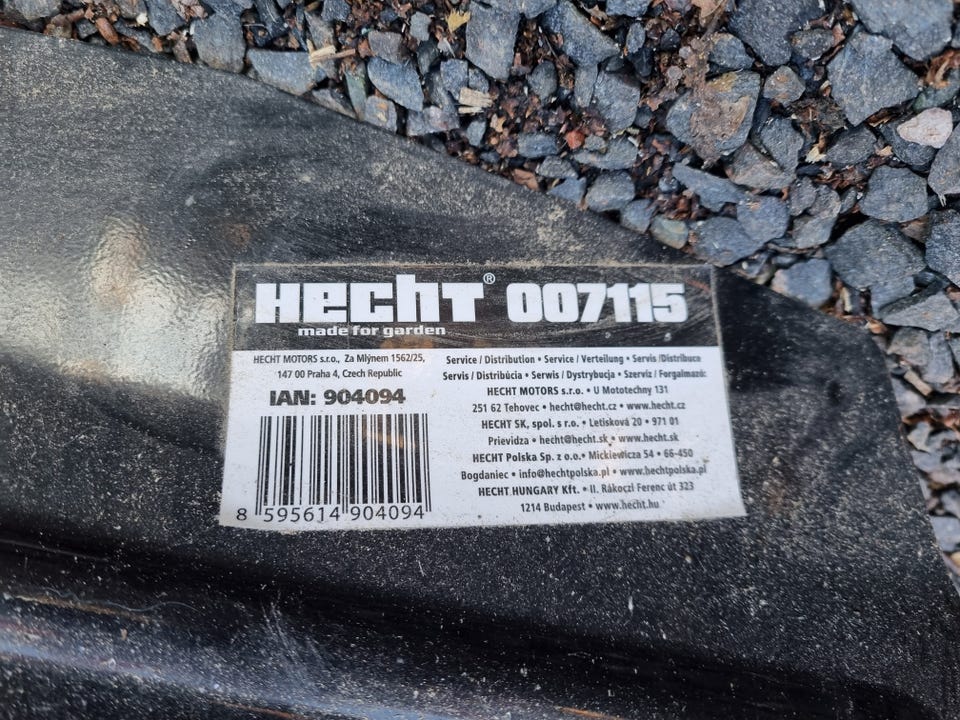 HECHT® 007115
made for garden
HECHT MOTORS s.r.o., Za Mlýnem 1562/25,
147 00 Praha 4, Czech Republic
IAN: 904094
8 595614 904094
Service / Distribution • Service / Verteilung • Servis /Distribuce
Servis / Distribúcia • Serwis / Dystrybucja • Szerviz / Forgalmazó:
HECHT MOTORS s.r.o. • U Mototechny 131
251 62 Tehovec • hecht@hecht.cz • www.hecht.cz
HECHT SK, spol. s r.o. • Letisková 20 • 971 01
Prievidza • hecht@hecht.sk • www.hecht.sk
HECHT Polska Sp. z o.o.• Mickiewicza 54 • 66-450
Bogdaniec • info@hechtpolska.pl • www.hechtpolska.pl
HECHT HUNGARY Kft. • II. Rákoczi Ferenc út 323
1214 Budapest • www.hecht.hu